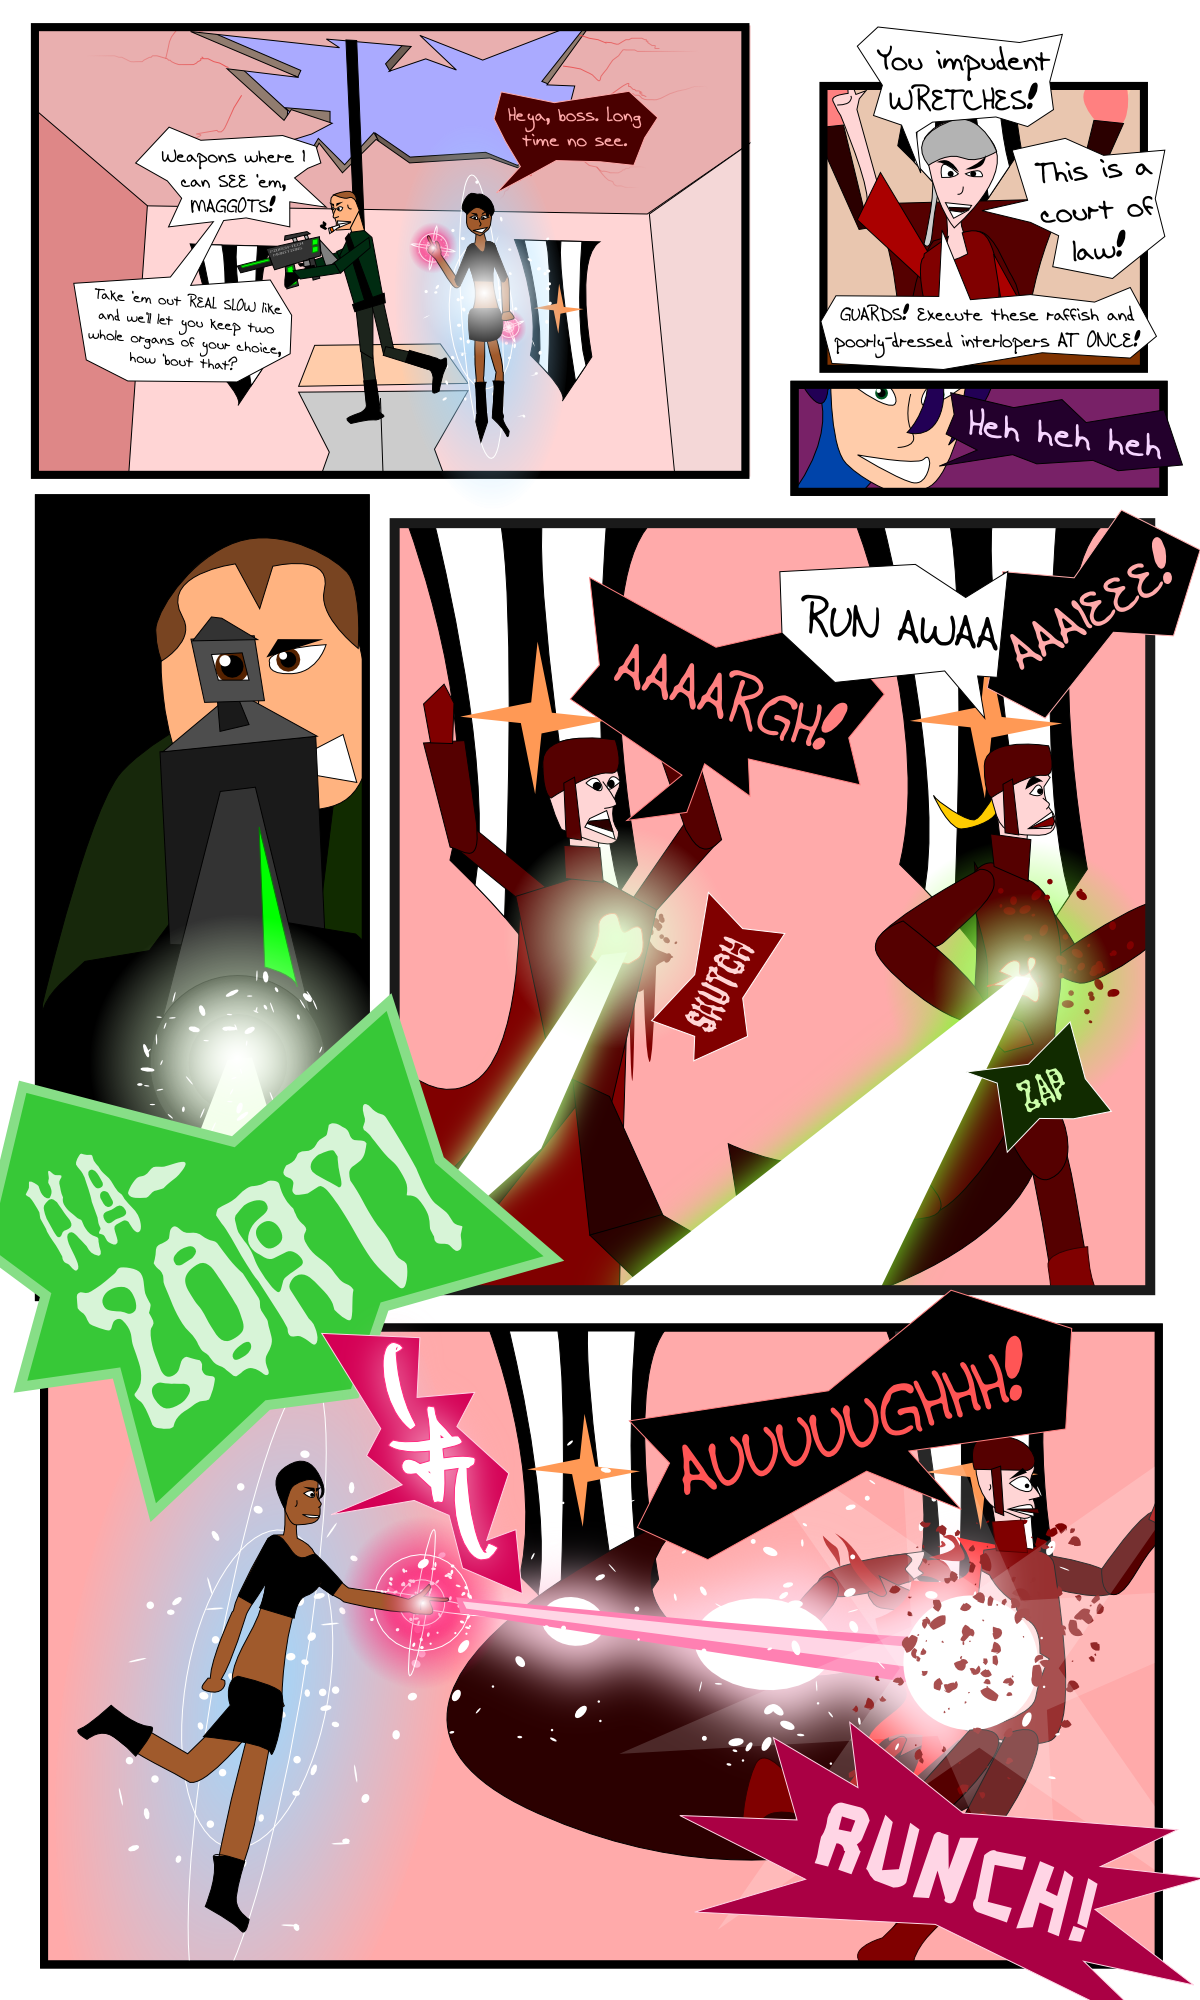 Weapons where I
can SEE 'em,
MAGGOTS!
Take 'em out REAL SLOW like
and we'll let you keep two
whole organs of your choice,
how 'bout that?
Heya, boss. Long
time no see.
You impudent
WRETCHES!
This is a
court of
law!
GUARDS! Execute these raffish and
poorly-dressed interlopers AT ONCE!
Heh heh heh
KA-
ZORT!
AAAARGH!
SKUTCH
RUN AWAA
AAAIEEE!
ZAP
AUUUUUGHHH!
RUNCH!